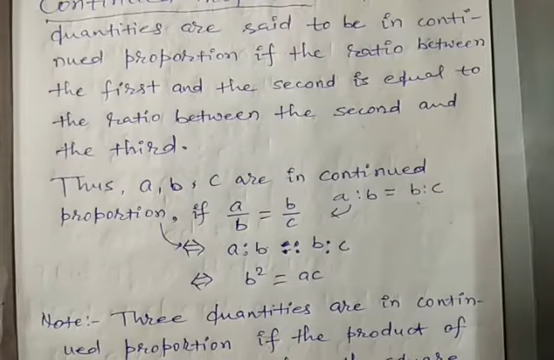 quantities are said to be in conti-
nued proportion if the ratio between
the first and the second is equal to
the ratio between the second and
the third.
Thus, a, b, c are in continued
proportion, if a/b = b/c a:b = b:c
⇔ a:b :: b:c
⇔ b² = ac
Note:- Three quantities are in contin-
ued proportion if the product of